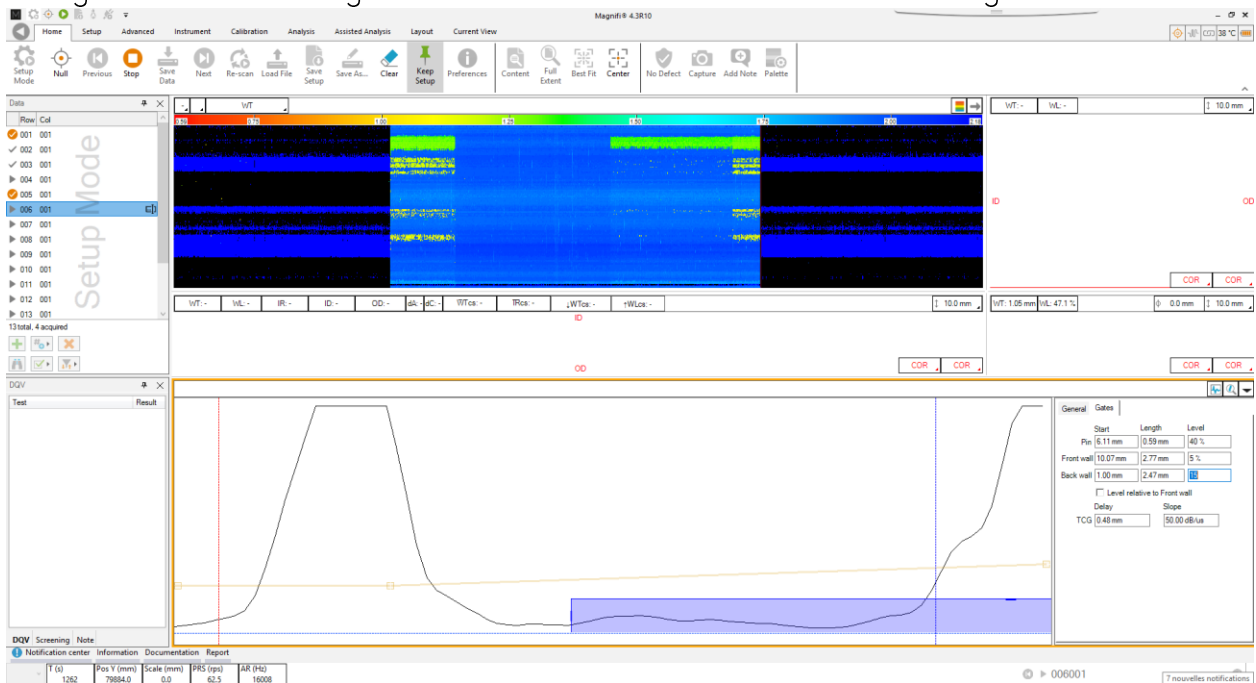 Magnifi® 4.3R10
Home Setup Advanced Instrument Calibration Analysis Assisted Analysis Layout Current View
38 °C
Setup Mode Null Previous Stop Save Data Next Re-scan Load File Save Setup Save As... Clear Keep Setup Preferences Content Full Extent Best Fit Center No Defect Capture Add Note Palette
Data
Row Col
001 001
002 001
003 001
004 001
005 001
006 001
007 001
008 001
009 001
010 001
011 001
012 001
013 001
Setup Mode
13 total, 4 acquired
- WT
0.59 0.75 1.00 1.25 1.50 1.75 2.00 2.18
WT: - WL: - 10.0 mm
ID OD
COR COR
WT: - WL: - IR: - ID: - OD: - dA: - dC: - WTcs: - TRcs: - ↓WTcs: - ↑WLcs: - 10.0 mm
ID
OD
COR COR
WT: 1.05 mm WL: 47.1 % 0.0 mm 10.0 mm
COR COR
DQV
Test Result
DQV Screening Note
General Gates
Start Length Level
Pin 6.11 mm 0.59 mm 40 %
Front wall 10.07 mm 2.77 mm 5 %
Back wall 1.00 mm 2.47 mm 15
Level relative to Front wall
Delay Slope
TCG 0.48 mm 50.00 dB/us
Notification center Information Documentation Report
T (s) Pos Y (mm) Scale (mm) PRS (rps) AR (Hz)
1262 79884.0 0.0 62.5 16008
006001
7 nouvelles notifications